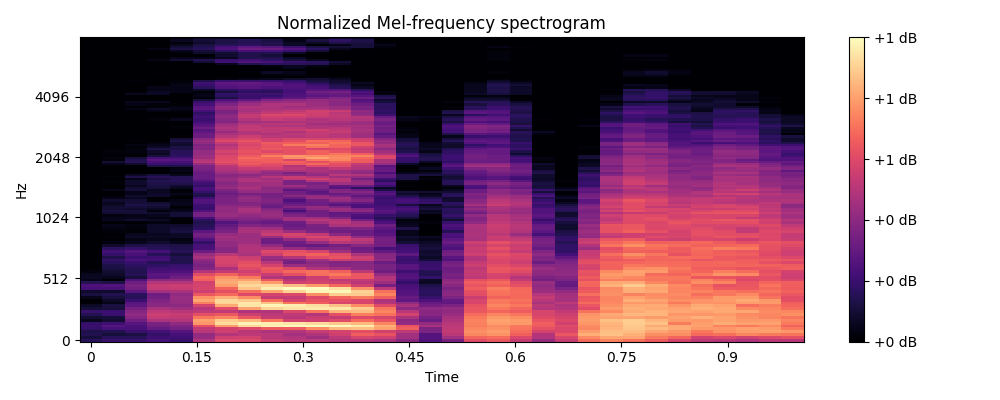 Normalized Mel-frequency spectrogram
Hz
4096
2048
1024
512
0
0 0.15 0.3 0.45 0.6 0.75 0.9
Time
+1 dB
+1 dB
+1 dB
+0 dB
+0 dB
+0 dB